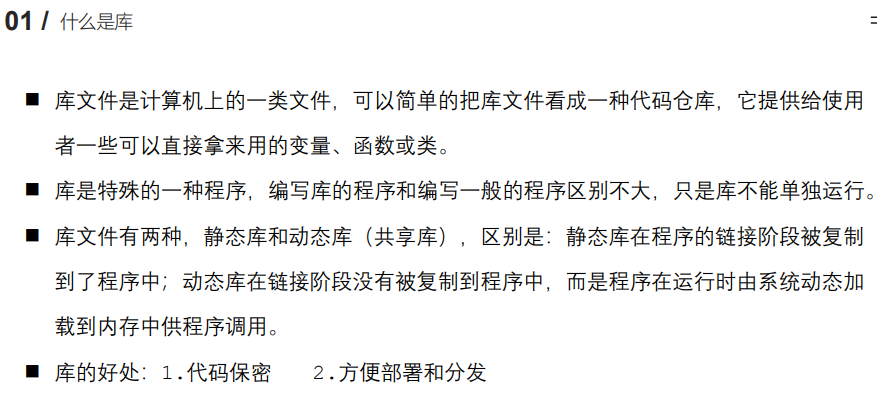 01 / 什么是库
库文件是计算机上的一类文件，可以简单的把库文件看成一种代码仓库，它提供给使用
者一些可以直接拿来用的变量、函数或类。
库是特殊的一种程序，编写库的程序和编写一般的程序区别不大，只是库不能单独运行。
库文件有两种，静态库和动态库（共享库），区别是：静态库在程序的链接阶段被复制
到了程序中；动态库在链接阶段没有被复制到程序中，而是程序在运行时由系统动态加
载到内存中供程序调用。
库的好处：1.代码保密 2.方便部署和分发